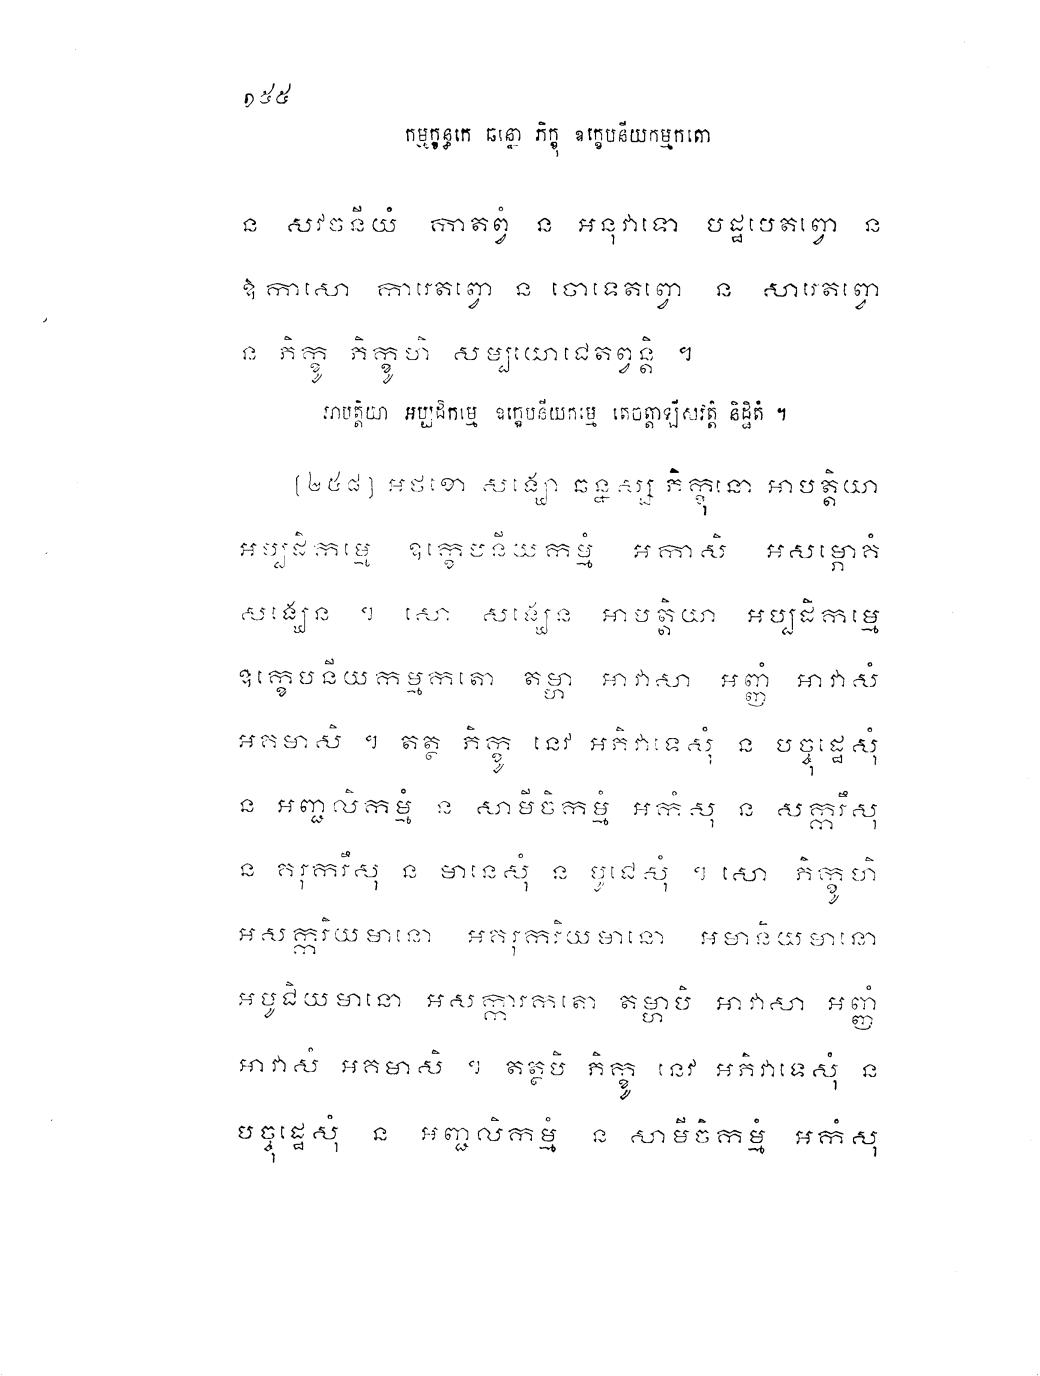 ១៥៥
កម្មក្ខន្ធកេ ឆន្នោ ភិក្ខុ ឧក្ខេបនីយកម្មកតោ
ន សវចនីយំ កាតព្វំ ន អនុវាទោ បដ្ឋបេតព្វោ ន
ឱកាសោ ការេតព្វោ ន ចោទេតព្វោ ន សារេតព្វោ
ន ភិក្ខូ ភិក្ខូហិ សម្បយោជេតព្វន្តិ ។
អាបត្តិយា អប្បដិកម្មេ ឧក្ខេបនីយកម្មេ តេចត្តាឡីសវត្តំ និដ្ឋិតំ ។
[២៥៨] អថខោ សង្ឃោ ឆន្នស្ស ភិក្ខុនោ អាបត្តិយា
អប្បដិកម្មេ ឧក្ខេបនីយកម្មំ អកាសិ អសម្ភោគំ
សង្ឃេន ។ សោ សង្ឃេន អាបត្តិយា អប្បដិកម្មេ
ឧក្ខេបនីយកម្មកតោ តម្ហា អាវាសា អញ្ញំ អាវាសំ
អគមាសិ ។ តត្ថ ភិក្ខូ នេវ អភិវាទេសុំ ន បច្ចុដ្ឋេសុំ
ន អញ្ជលិកម្មំ ន សាមីចិកម្មំ អកំសុ ន សក្ការឹសុ
ន គរុការឹសុ ន មានេសុំ ន បូជេសុំ ។ សោ ភិក្ខូហិ
អសក្ការិយមានោ អគរុការិយមានោ អមានិយមានោ
អបូជិយមានោ អសក្ការកតោ តម្ហាបិ អាវាសា អញ្ញំ
អាវាសំ អគមាសិ ។ តត្ថបិ ភិក្ខូ នេវ អភិវាទេសុំ ន
បច្ចុដ្ឋេសុំ ន អញ្ជលិកម្មំ ន សាមីចិកម្មំ អកំសុ